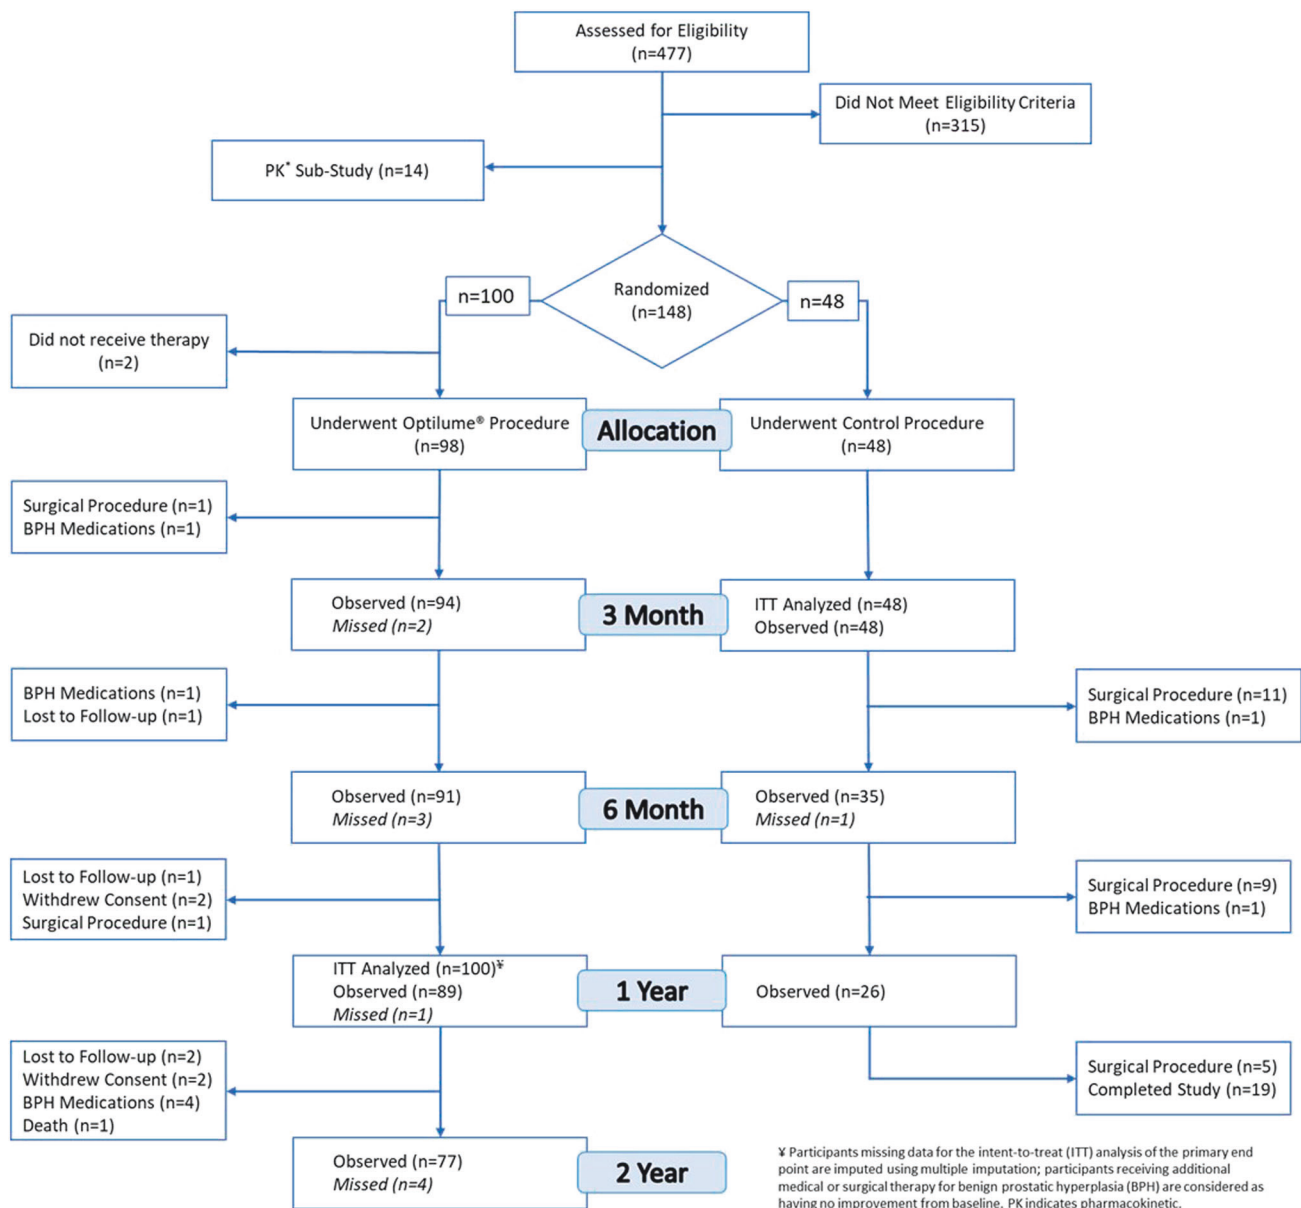 Assessed for Eligibility
(n=477)
Did Not Meet Eligibility Criteria
(n=315)
PK* Sub-Study (n=14)
Randomized
(n=148)
n=100
n=48
Did not receive therapy
(n=2)
Underwent Optilume® Procedure
(n=98)
Allocation
Underwent Control Procedure
(n=48)
Surgical Procedure (n=1)
BPH Medications (n=1)
Observed (n=94)
Missed (n=2)
3 Month
ITT Analyzed (n=48)
Observed (n=48)
BPH Medications (n=1)
Lost to Follow-up (n=1)
Surgical Procedure (n=11)
BPH Medications (n=1)
Observed (n=91)
Missed (n=3)
6 Month
Observed (n=35)
Missed (n=1)
Lost to Follow-up (n=1)
Withdrew Consent (n=2)
Surgical Procedure (n=1)
Surgical Procedure (n=9)
BPH Medications (n=1)
ITT Analyzed (n=100)¥
Observed (n=89)
Missed (n=1)
1 Year
Observed (n=26)
Lost to Follow-up (n=2)
Withdrew Consent (n=2)
BPH Medications (n=4)
Death (n=1)
Surgical Procedure (n=5)
Completed Study (n=19)
Observed (n=77)
Missed (n=4)
2 Year
¥ Participants missing data for the intent-to-treat (ITT) analysis of the primary end
point are imputed using multiple imputation; participants receiving additional
medical or surgical therapy for benign prostatic hyperplasia (BPH) are considered as
having no improvement from baseline. PK indicates pharmacokinetic.